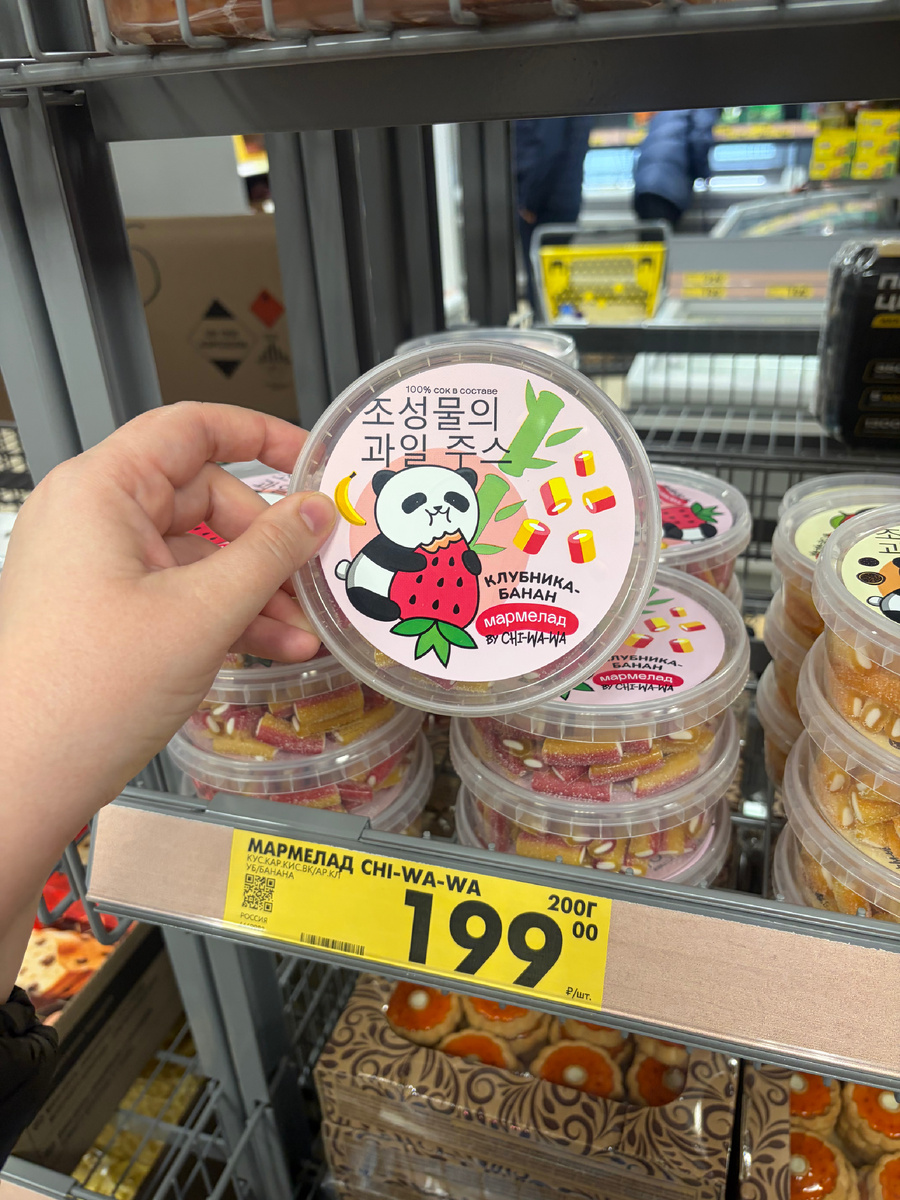 100% сок в составе
조성물의
과일 주스
КЛУБНИКА-
БАНАН
мармелад
BY CHI-WA-WA
КЛУБНИКА-
БАНАН
мармелад
BY CHI-WA-WA
МАРМЕЛАД CHI-WA-WA
КУС.КАР.КИС.ВК/АР.КЛ
УБ/БАНАНА
РОССИЯ
200Г
199 00
₽/шт.